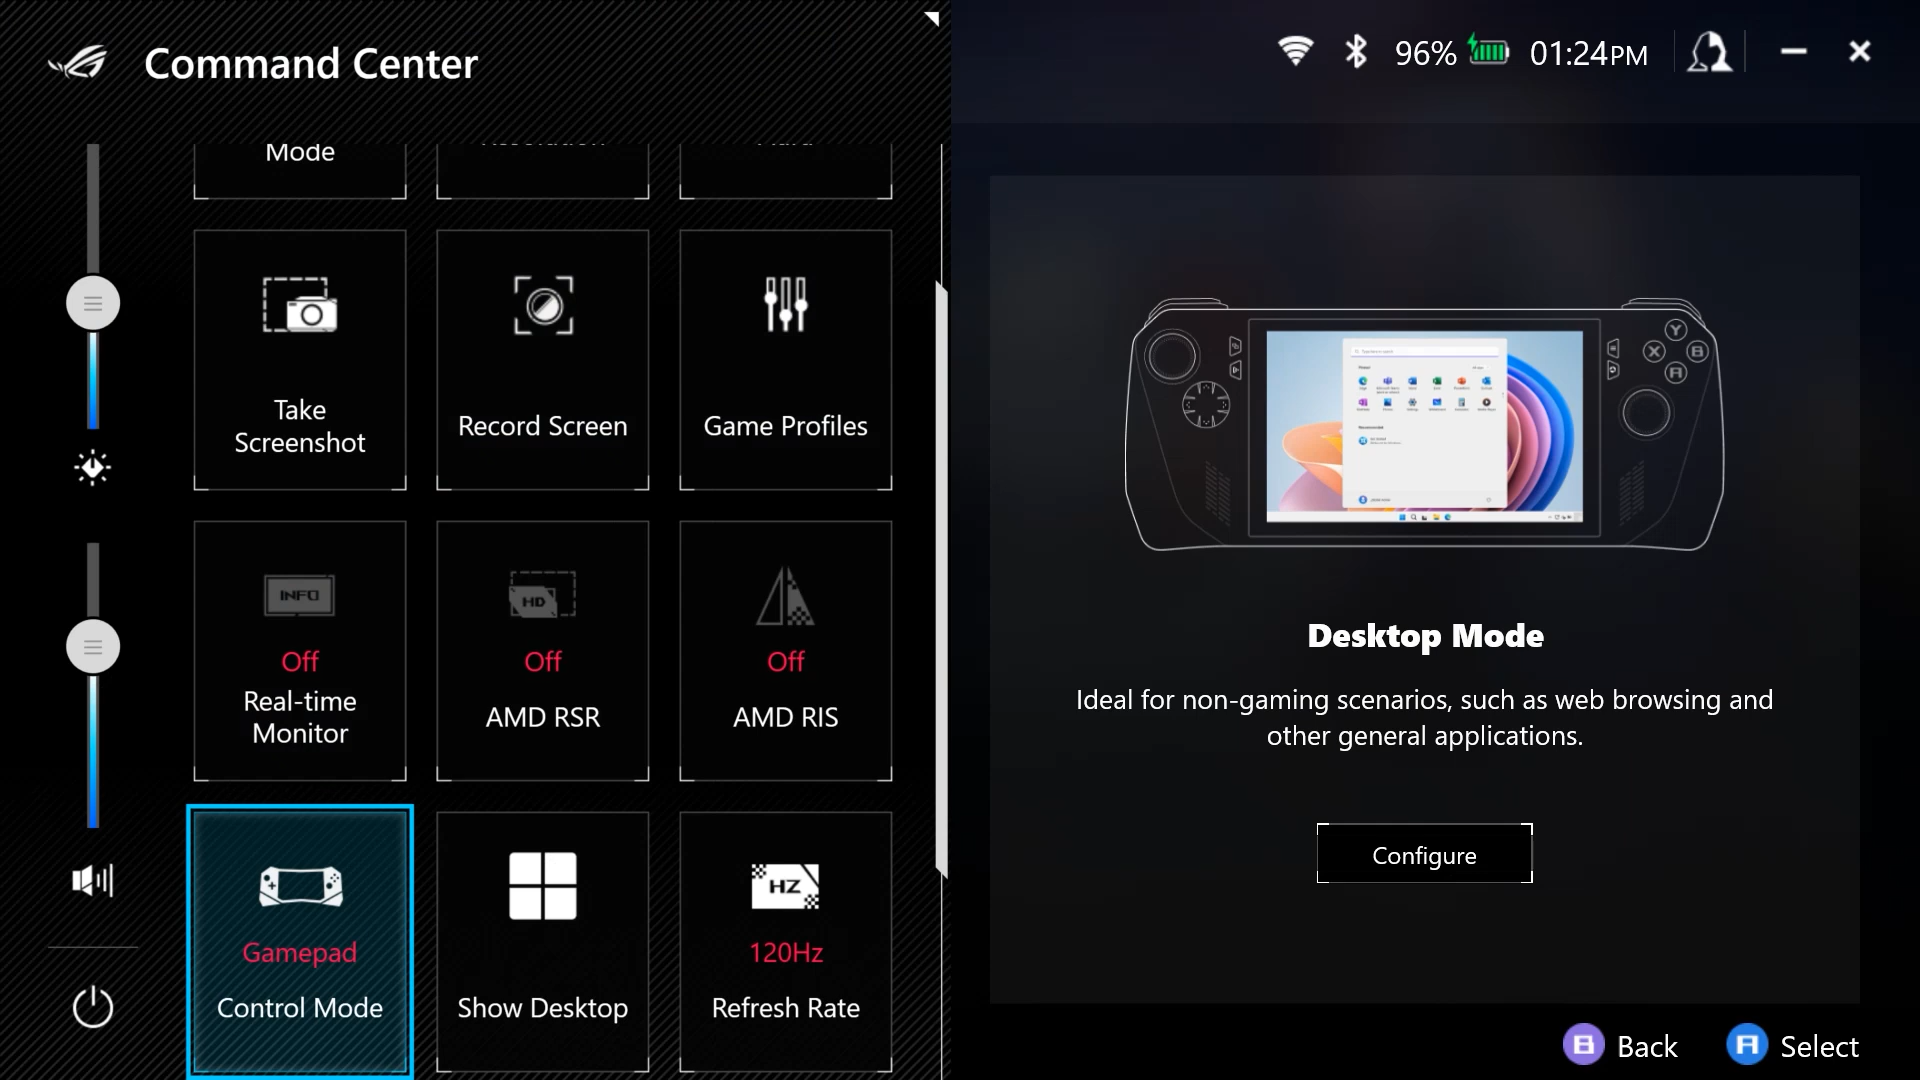 Command Center
96%
01:24PM
Mode
Take
Screenshot
Record Screen
Game Profiles
INFO
Off
Real-time
Monitor
HD
Off
AMD RSR
Off
AMD RIS
Gamepad
Control Mode
Show Desktop
HZ
120Hz
Refresh Rate
Y
X
B
A
Desktop Mode
Ideal for non-gaming scenarios, such as web browsing and
other general applications.
Configure
B Back
A Select